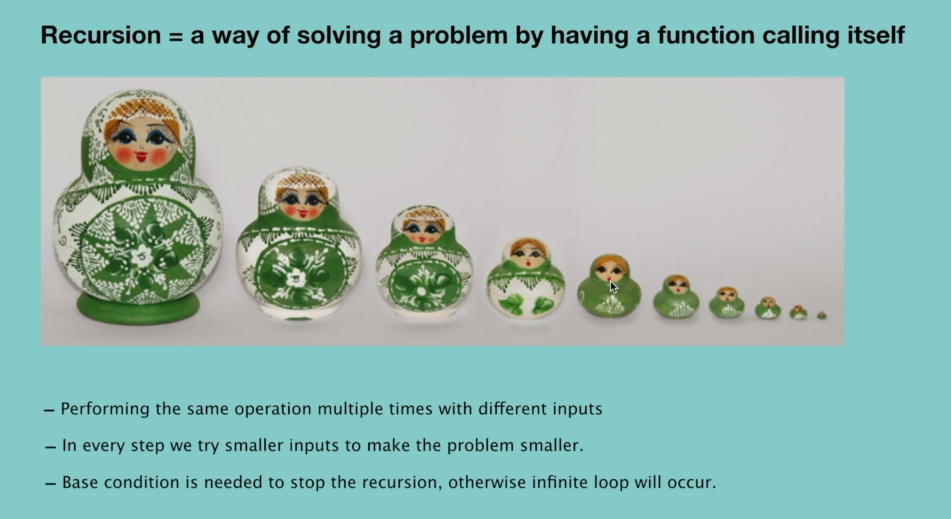 Recursion = a way of solving a problem by having a function calling itself
– Performing the same operation multiple times with different inputs
– In every step we try smaller inputs to make the problem smaller.
– Base condition is needed to stop the recursion, otherwise infinite loop will occur.